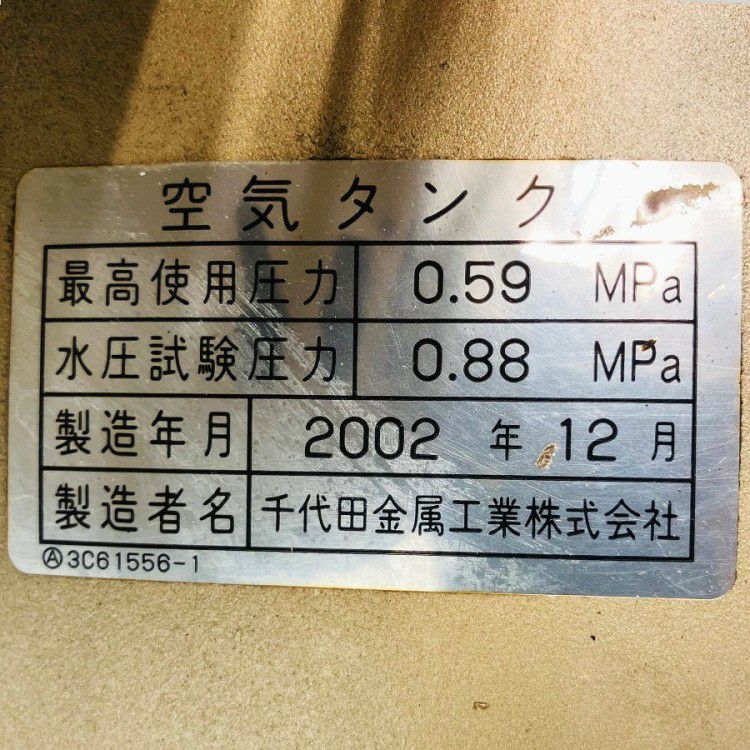 空気タンク
最高使用圧力 0.59 MPa
水圧試験圧力 0.88 MPa
製造年月 2002 年 12 月
製造者名 千代田金属工業株式会社
Ⓐ3C61556-1